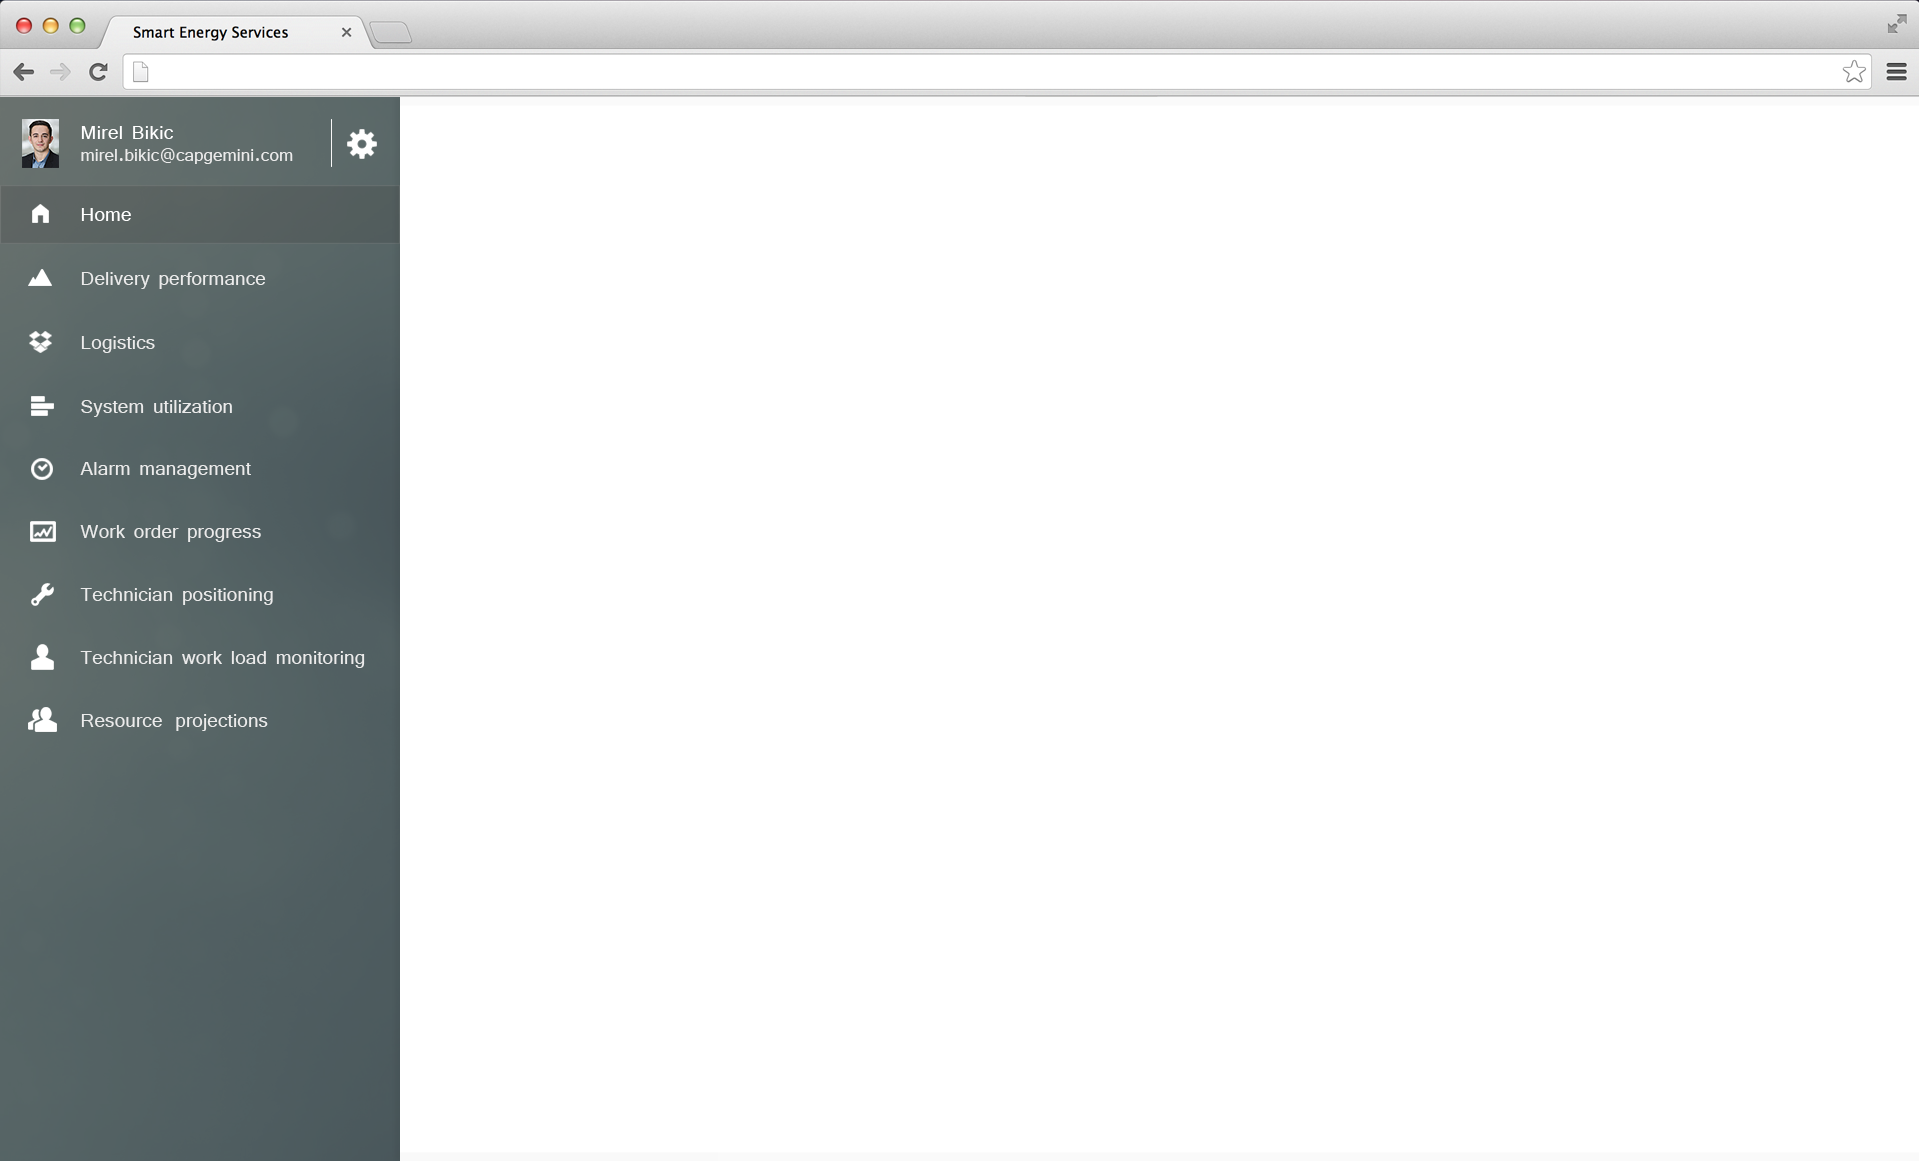 Smart Energy Services
Mirel Bikic
mirel.bikic@capgemini.com
Home
Delivery performance
Logistics
System utilization
Alarm management
Work order progress
Technician positioning
Technician work load monitoring
Resource projections